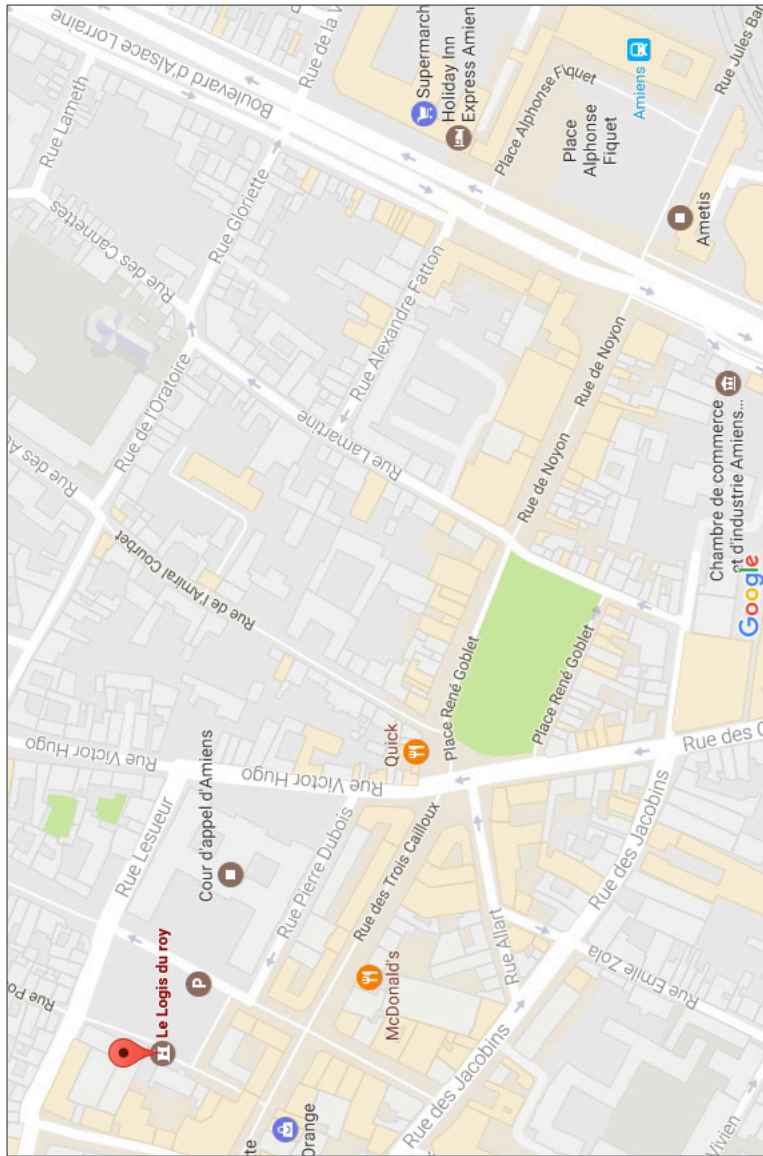 Rue Po
Rue Lesueur
Rue Victor Hugo
Rue des Au
Rue Lameth
Rue des Cannettes
Boulevard d'Alsace Lorraine
Le Logis du roy
P
Cour d'appel d'Amiens
Rue de l'Oratoire
Rue Gloriette
Rue de la V
Rue de l'Amiral Courbet
Rue Victor Hugo
Rue Pierre Dubois
te
Orange
Rue des Trois Cailloux
McDonald's
Quick
Rue Lamartine
Rue Alexandre Fatton
Supermarch
Holiday Inn
Express Amien
Place René Goblet
Rue de Noyon
Rue de Noyon
Place Alphonse Fiquet
Place
Alphonse
Fiquet
Amiens
Rue des Jacobins
Rue Allart
Place René Goblet
Rue des Jacobins
Rue Emile Zola
Ametis
Rue Jules Bar
Vivien
Rue des C
Chambre de commerce
et d'industrie Amiens...
Google